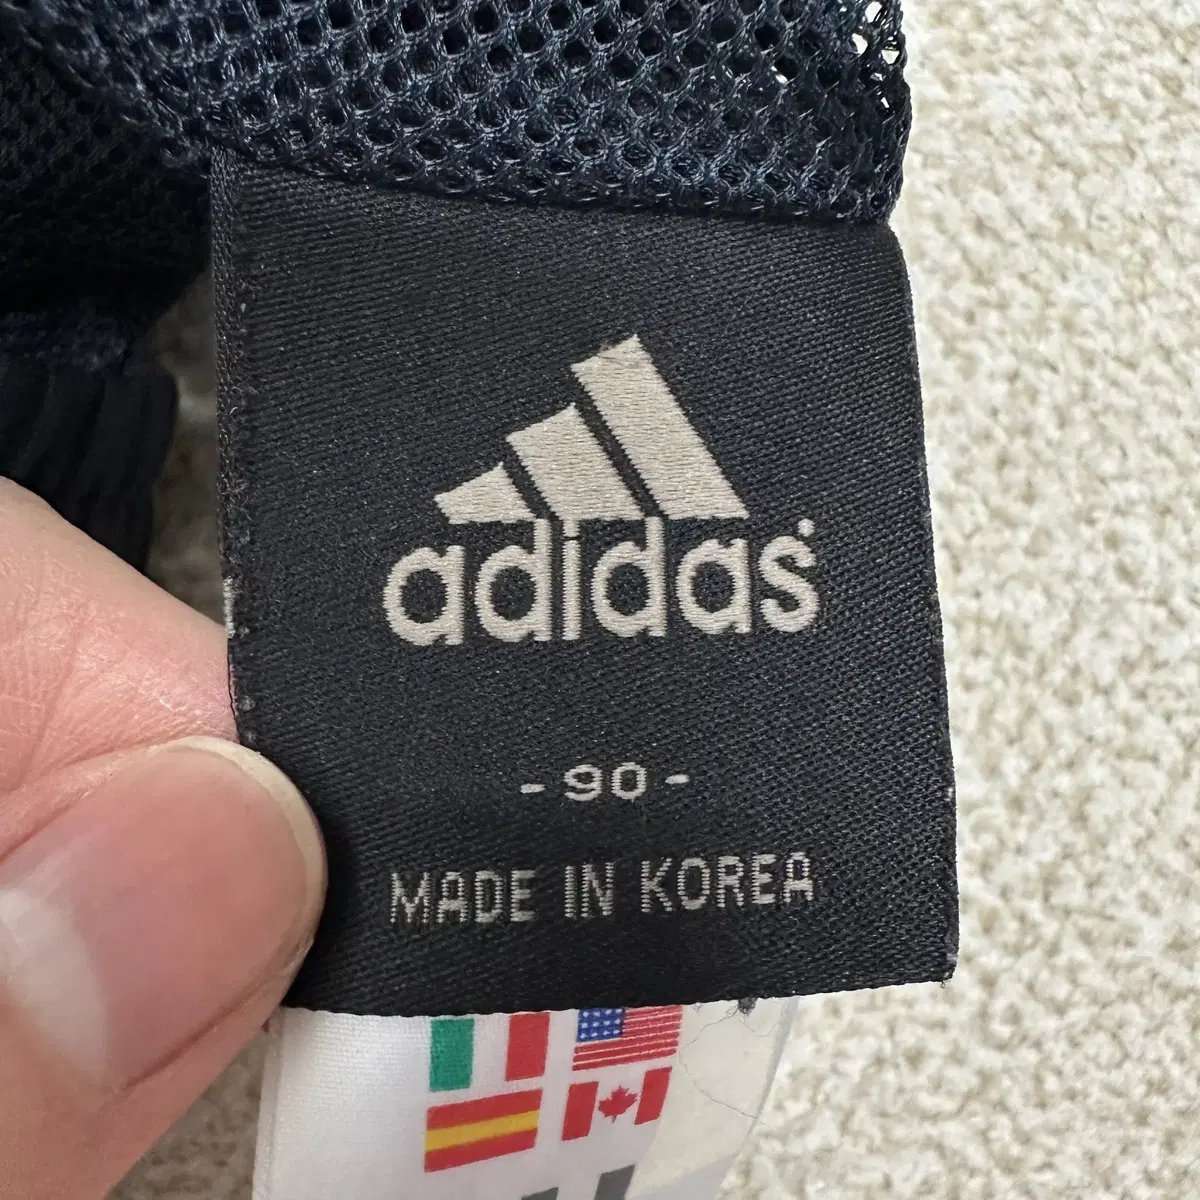 adidas
- 90 -
MADE IN KOREA